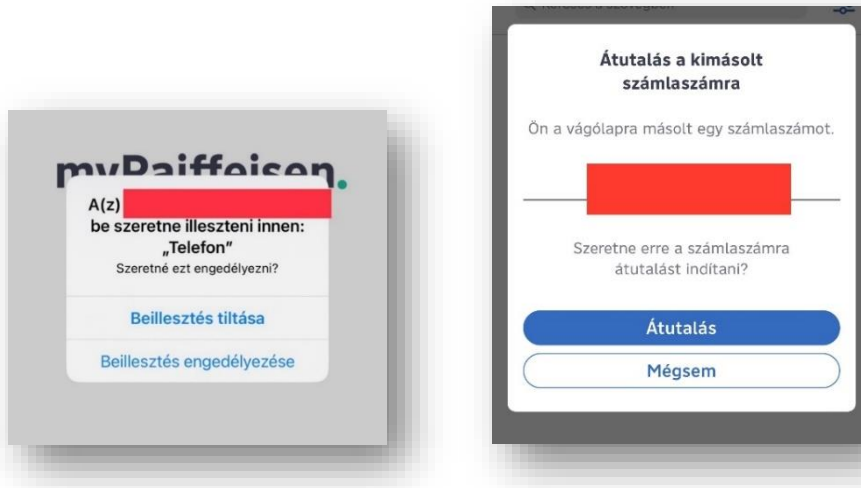 myRaiffeisen.
A(z)
be szeretne illeszteni innen:
„Telefon”
Szeretné ezt engedélyezni?
Beillesztés tiltása
Beillesztés engedélyezése
Átutalás a kimásolt
számlaszámra
Ön a vágólapra másolt egy számlaszámot.
Szeretne erre a számlaszámra
átutalást indítani?
Átutalás
Mégsem